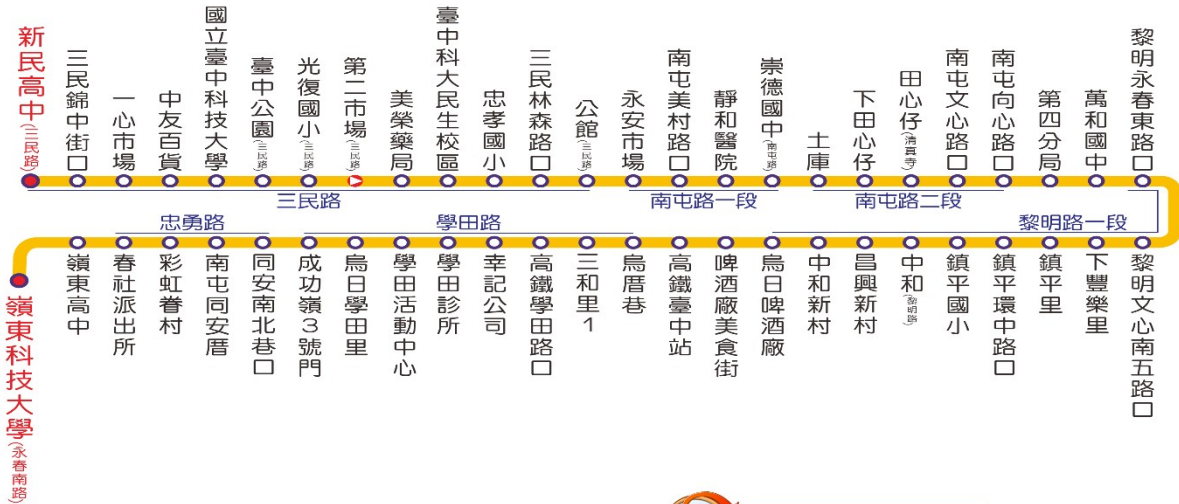 新民高中(三民路)
三民錦中街口
一心市場
中友百貨
國立臺中科技大學
臺中公園(三民路)
光復國小(三民路)
第二市場(三民路)
美榮藥局
臺中科大民生校區
忠孝國小
三民林森路口
公館(三民路)
永安市場
南屯美村路口
靜和醫院
崇德國中(南屯路)
土庫
下田心仔
田心仔(清真寺)
南屯文心路口
南屯向心路口
第四分局
萬和國中
黎明永春東路口
三民路
南屯路一段
南屯路二段
忠勇路
學田路
黎明路一段
嶺東科技大學(永春南路)
嶺東高中
春社派出所
彩虹眷村
南屯同安厝
同安南北巷口
成功嶺3號門
烏日學田里
學田活動中心
學田診所
幸記公司
高鐵學田路口
三和里1
烏厝巷
高鐵臺中站
啤酒廠美食街
烏日啤酒廠
中和新村
昌興新村
中和(黎明路)
鎮平國小
鎮平環中路口
鎮平里
下豐樂里
黎明文心南五路口